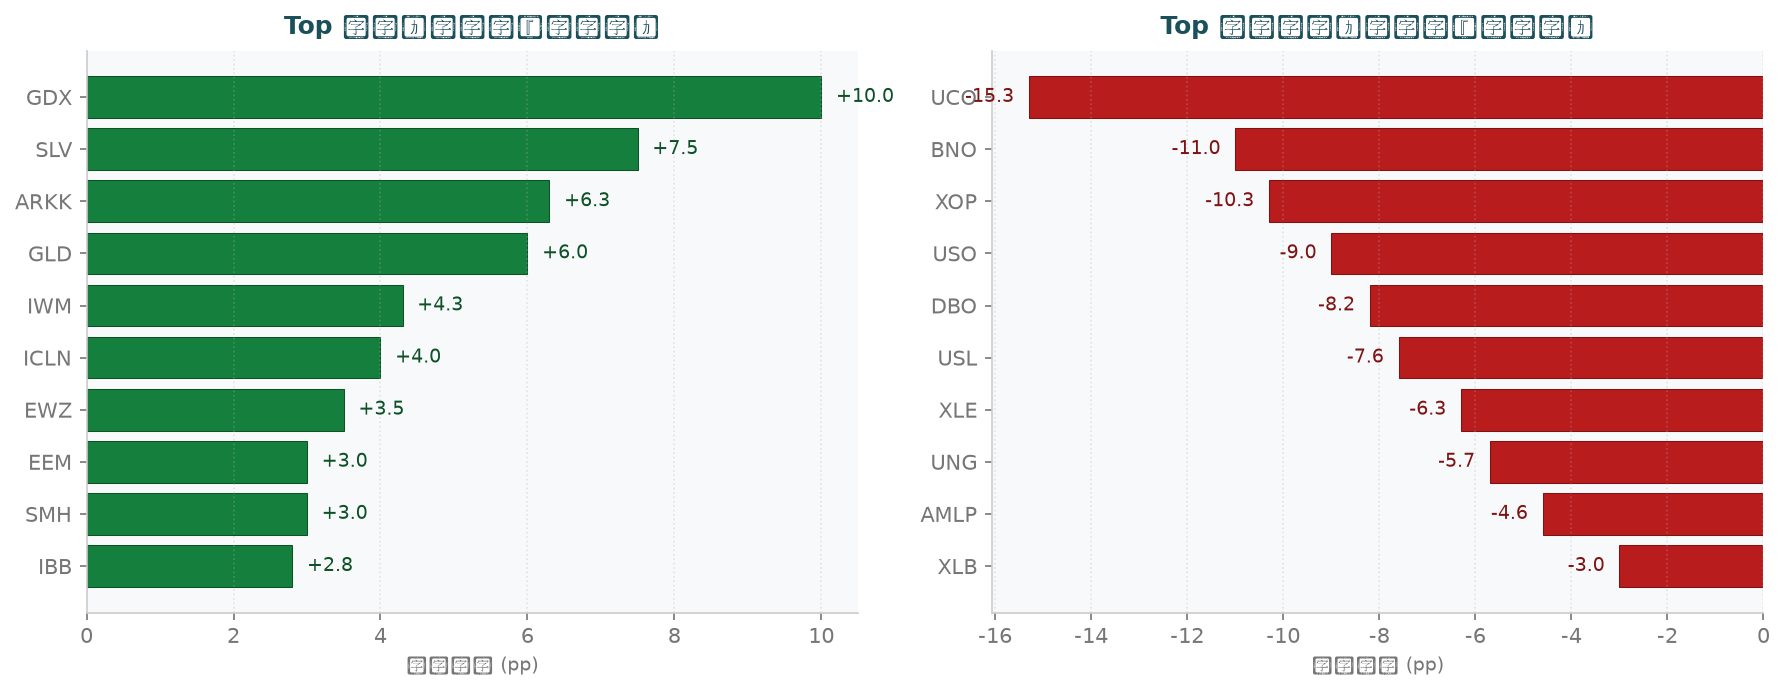 Top
GDX +10.0
SLV +7.5
ARKK +6.3
GLD +6.0
IWM +4.3
ICLN +4.0
EWZ +3.5
EEM +3.0
SMH +3.0
IBB +2.8
0 2 4 6 8 10
(pp)
Top
UCO -15.3
BNO -11.0
XOP -10.3
USO -9.0
DBO -8.2
USL -7.6
XLE -6.3
UNG -5.7
AMLP -4.6
XLB -3.0
-16 -14 -12 -10 -8 -6 -4 -2 0
(pp)